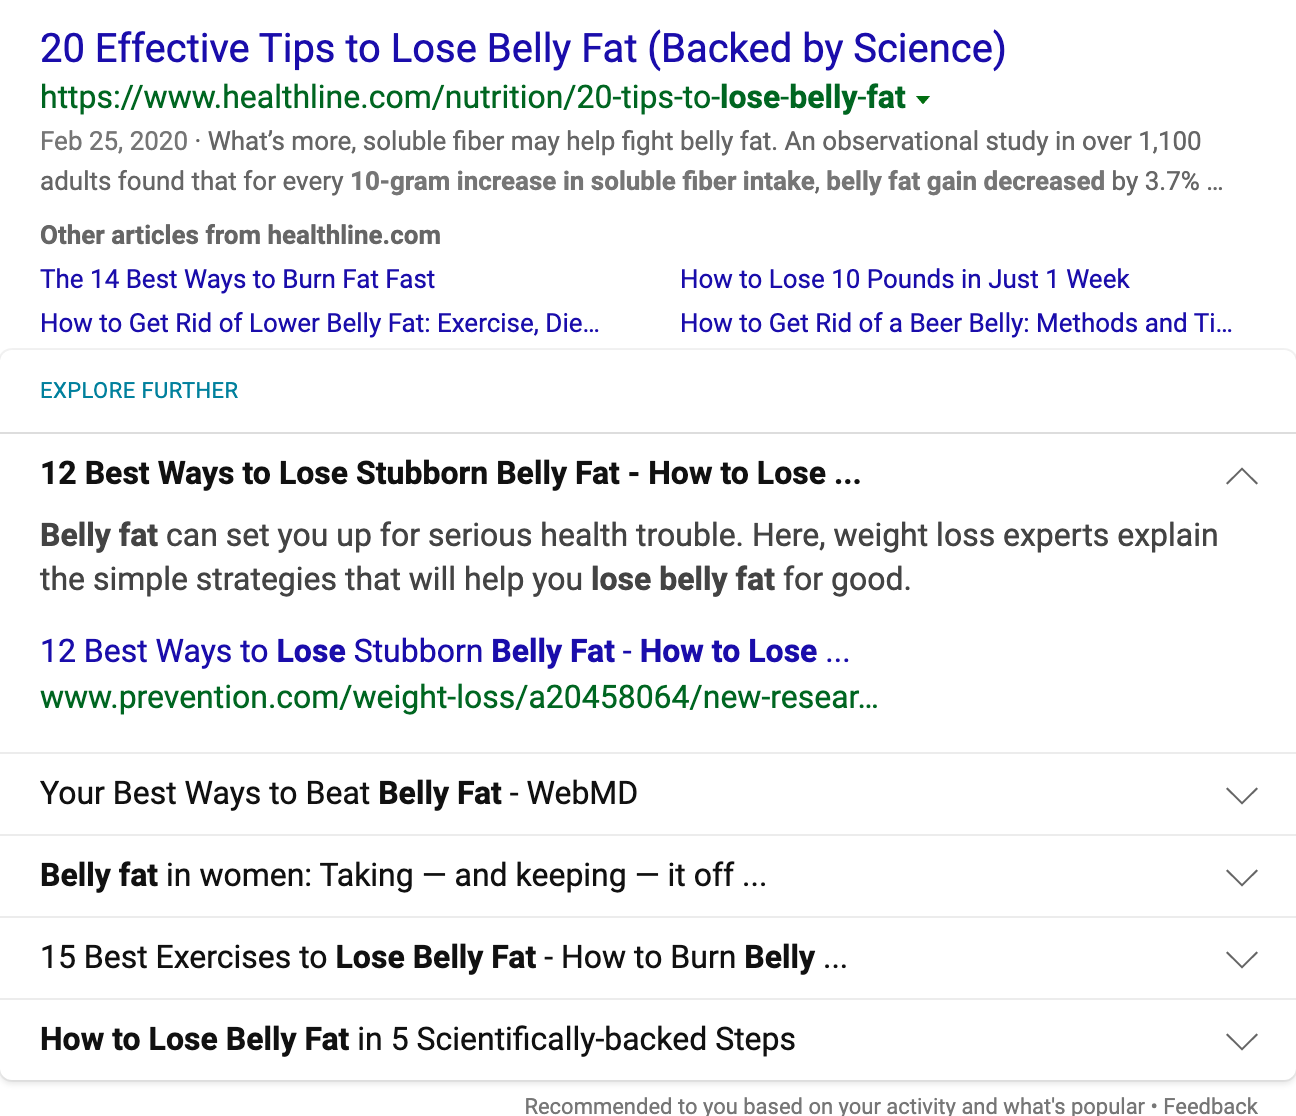 20 Effective Tips to Lose Belly Fat (Backed by Science)
https://www.healthline.com/nutrition/20-tips-to-lose-belly-fat
Feb 25, 2020 · What’s more, soluble fiber may help fight belly fat. An observational study in over 1,100
adults found that for every 10-gram increase in soluble fiber intake, belly fat gain decreased by 3.7% ...
Other articles from healthline.com
The 14 Best Ways to Burn Fat Fast
How to Lose 10 Pounds in Just 1 Week
How to Get Rid of Lower Belly Fat: Exercise, Die...
How to Get Rid of a Beer Belly: Methods and Ti...
EXPLORE FURTHER
12 Best Ways to Lose Stubborn Belly Fat - How to Lose ...
Belly fat can set you up for serious health trouble. Here, weight loss experts explain
the simple strategies that will help you lose belly fat for good.
12 Best Ways to Lose Stubborn Belly Fat - How to Lose ...
www.prevention.com/weight-loss/a20458064/new-resear...
Your Best Ways to Beat Belly Fat - WebMD
Belly fat in women: Taking — and keeping — it off ...
15 Best Exercises to Lose Belly Fat - How to Burn Belly ...
How to Lose Belly Fat in 5 Scientifically-backed Steps
Recommended to you based on your activity and what's popular • Feedback